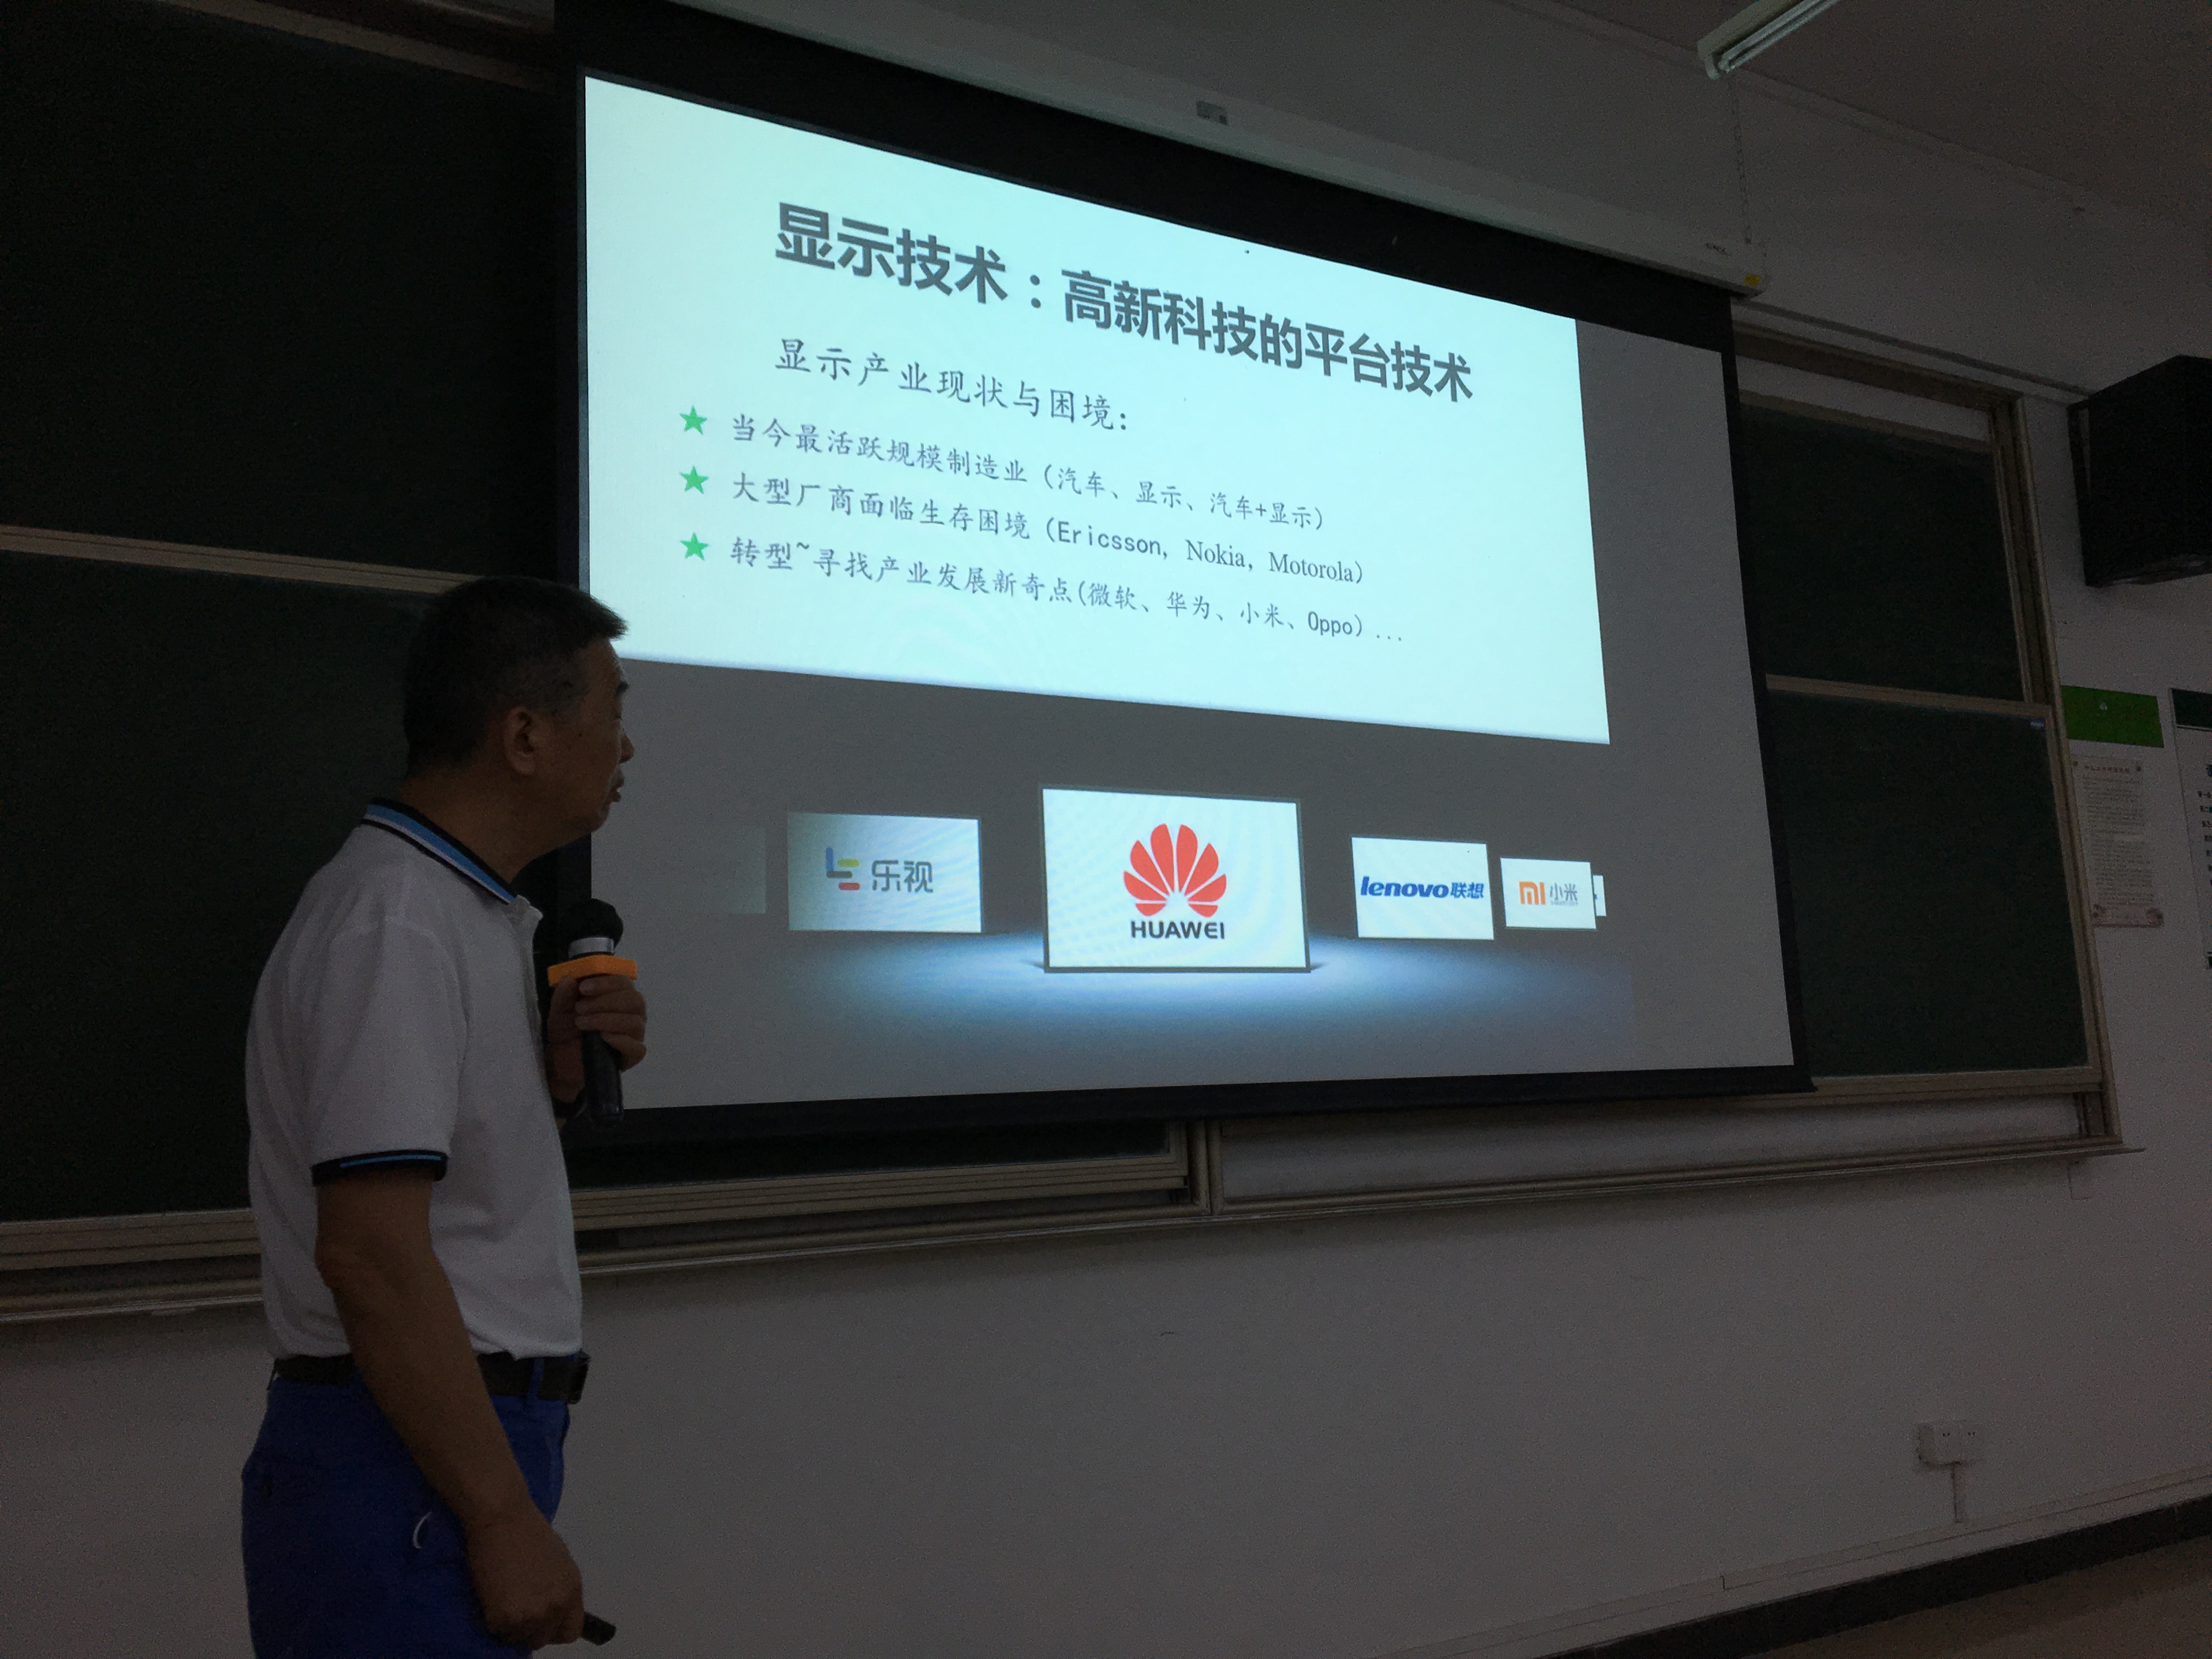 显示技术：高新科技的平台技术
显示产业现状与困境：
★ 当今最活跃规模制造业（汽车、显示、汽车+显示）
★ 大型厂商面临生存困境（Ericsson, Nokia, Motorola）
★ 转型~寻找产业发展新奇点(微软、华为、小米、Oppo）...
乐视
HUAWEI
lenovo联想
mi 小米